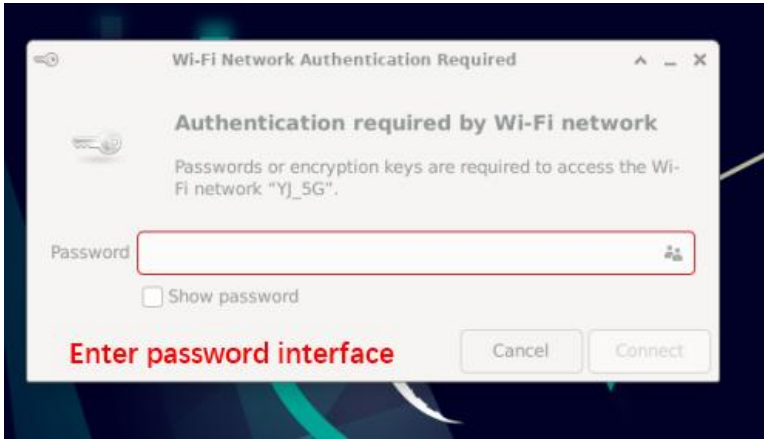 Wi-Fi Network Authentication Required
Authentication required by Wi-Fi network
Passwords or encryption keys are required to access the Wi-
Fi network “YJ_5G”.
Password
Show password
Enter password interface
Cancel
Connect